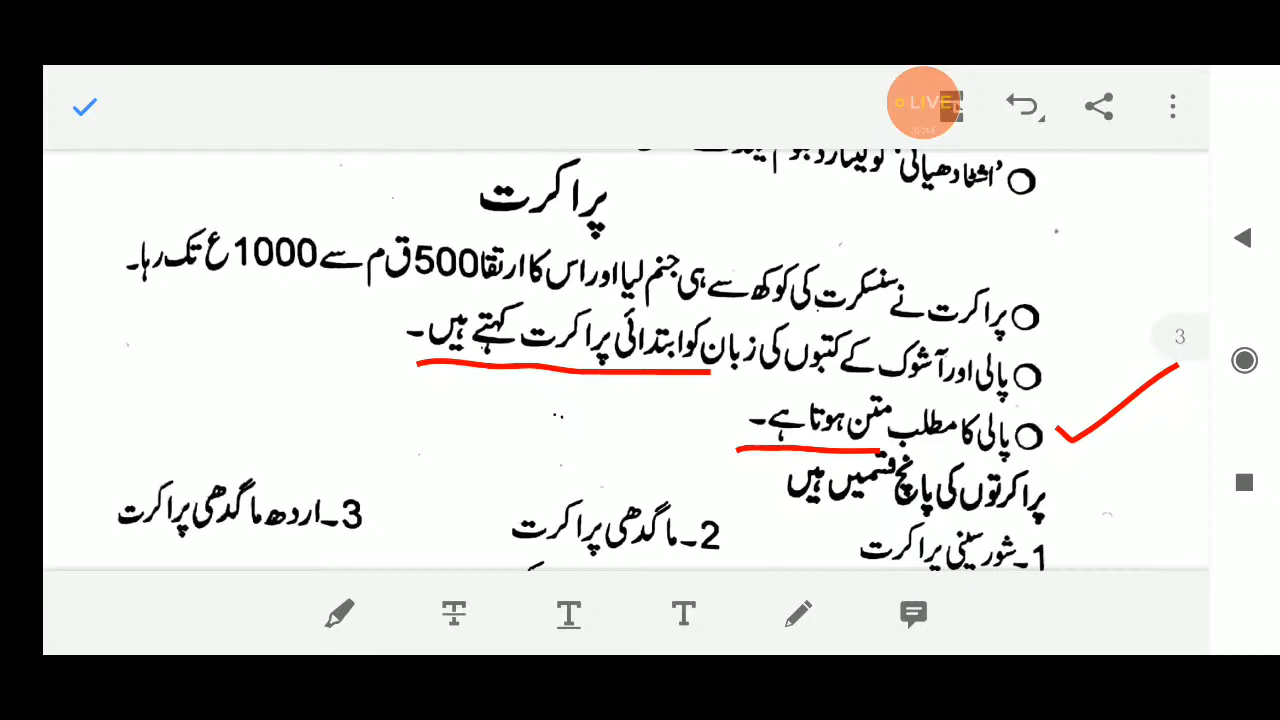 LIVE
'اشٹادھیائی'
پراکرت
پراکرت نے سنسکرت کی کوکھ سے ہی جنم لیا اور اس کا ارتقا 500 ق م سے 1000 ع تک رہا۔
پالی اور آشوک کے کتبوں کی زبان کو ابتدائی پراکرت کہتے ہیں۔
3
پالی کا مطلب متن ہوتا ہے۔
پراکرتوں کی پانچ قسمیں ہیں
1۔ شورسینی پراکرت 2۔ ماگدھی پراکرت 3۔ اردھ ماگدھی پراکرت
T T T